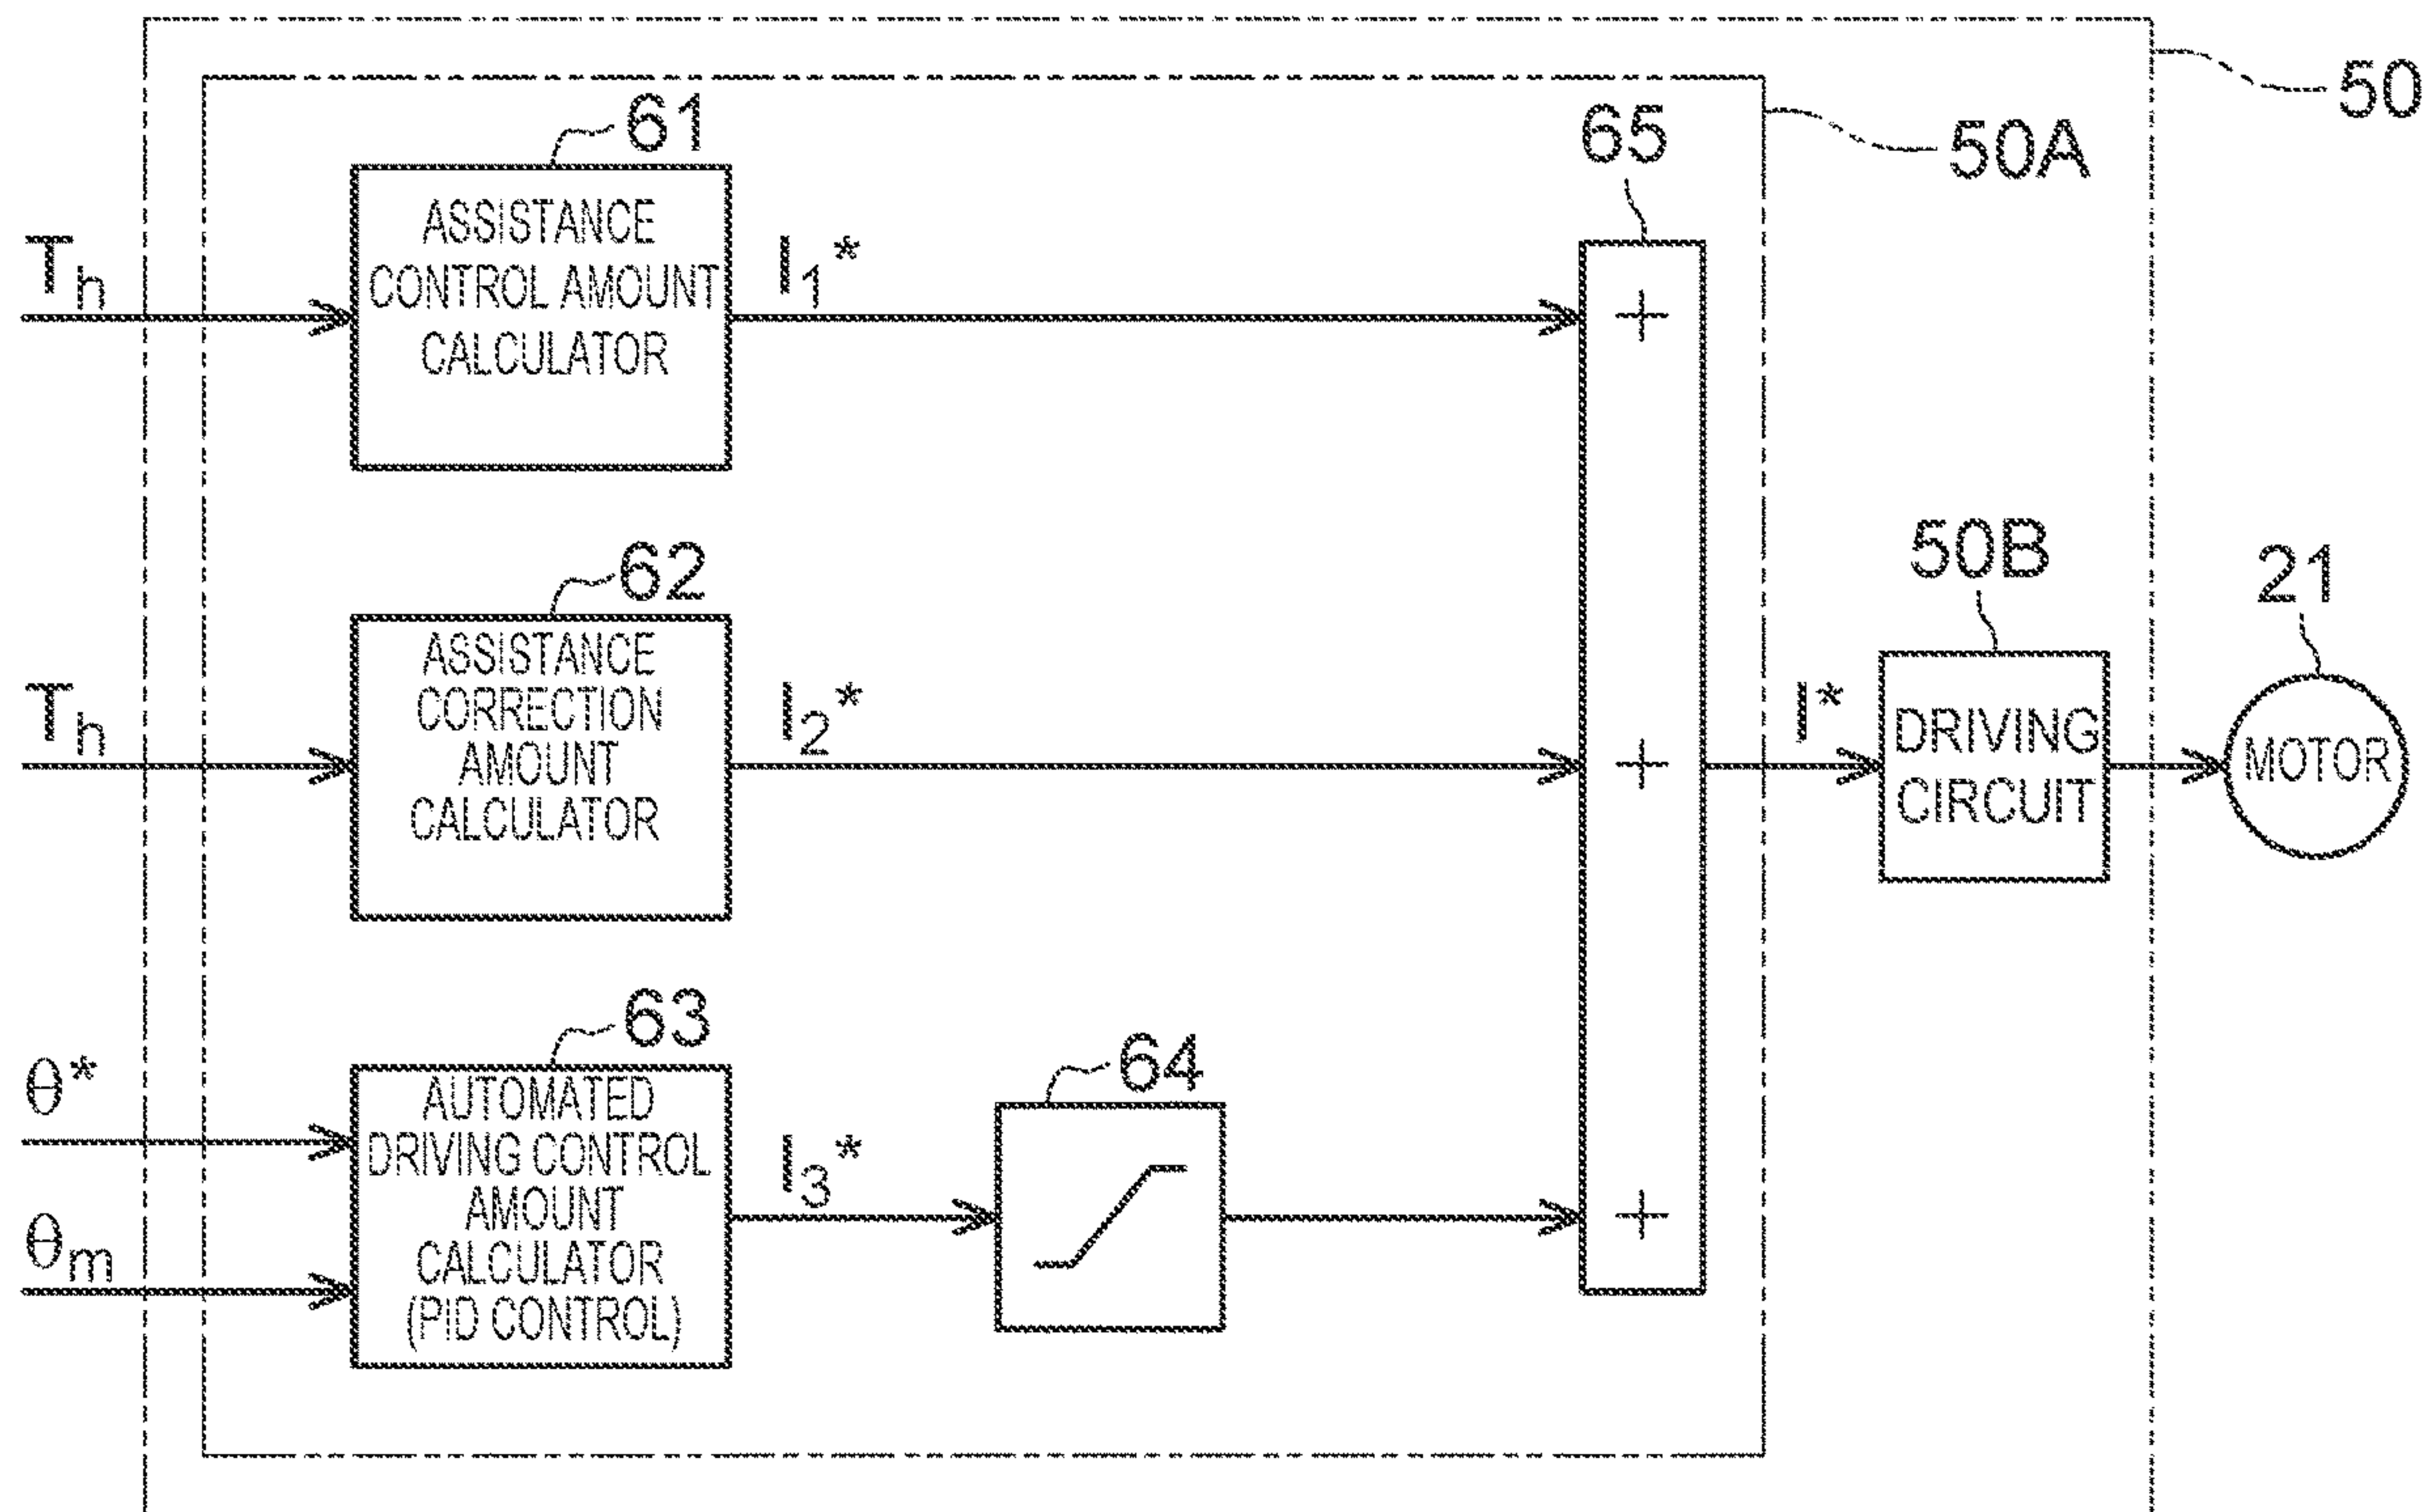 50
50A
61
65
T_h
ASSISTANCE
CONTROL AMOUNT
CALCULATOR
I_1*
+
62
T_h
ASSISTANCE
CORRECTION
AMOUNT
CALCULATOR
I_2*
+
I*
50B
DRIVING
CIRCUIT
21
MOTOR
63
64
θ*
θ_m
AUTOMATED
DRIVING CONTROL
AMOUNT
CALCULATOR
(PID CONTROL)
I_3*
+